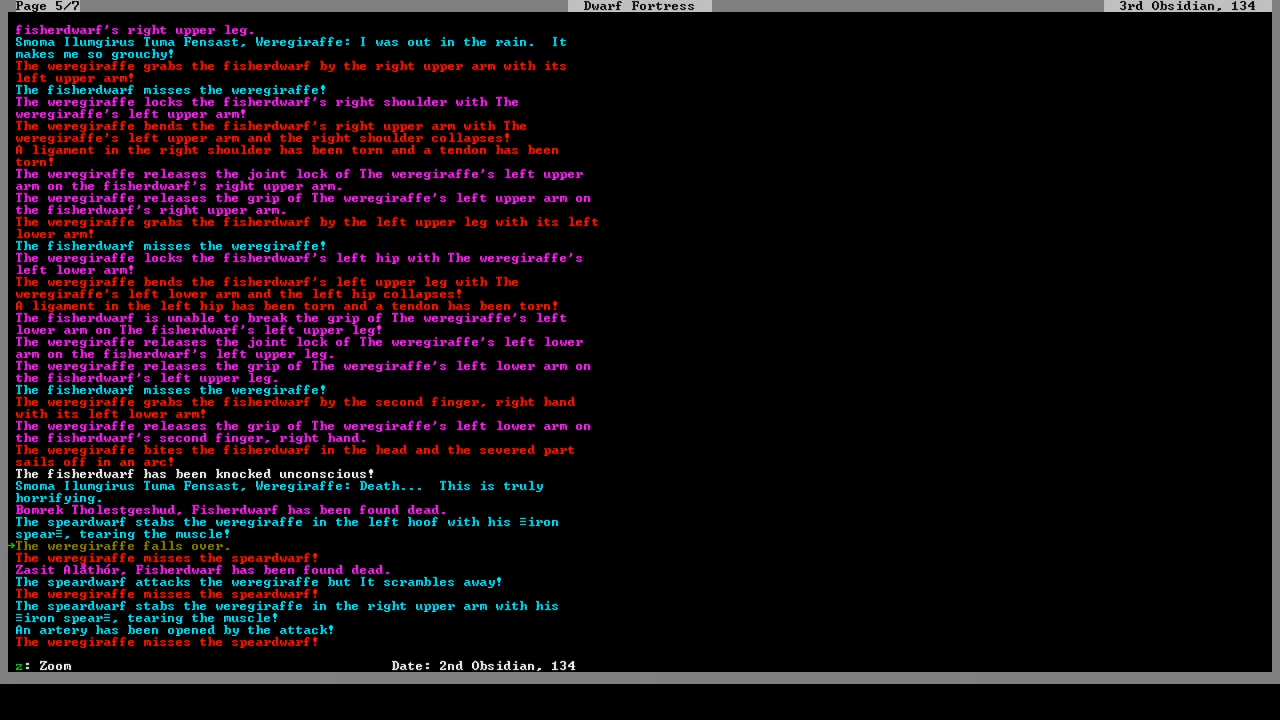 Page 5/7 Dwarf Fortress 3rd Obsidian, 134
fisherdwarf's right upper leg.
Smoma Ilumgirus Tuma Fensast, Weregiraffe: I was out in the rain.  It
makes me so grouchy!
The weregiraffe grabs the fisherdwarf by the right upper arm with its
left upper arm!
The fisherdwarf misses the weregiraffe!
The weregiraffe locks the fisherdwarf's right shoulder with The
weregiraffe's left upper arm!
The weregiraffe bends the fisherdwarf's right upper arm with The
weregiraffe's left upper arm and the right shoulder collapses!
A ligament in the right shoulder has been torn and a tendon has been
torn!
The weregiraffe releases the joint lock of The weregiraffe's left upper
arm on the fisherdwarf's right upper arm.
The weregiraffe releases the grip of The weregiraffe's left upper arm on
the fisherdwarf's right upper arm.
The weregiraffe grabs the fisherdwarf by the left upper leg with its left
lower arm!
The fisherdwarf misses the weregiraffe!
The weregiraffe locks the fisherdwarf's left hip with The weregiraffe's
left lower arm!
The weregiraffe bends the fisherdwarf's left upper leg with The
weregiraffe's left lower arm and the left hip collapses!
A ligament in the left hip has been torn and a tendon has been torn!
The fisherdwarf is unable to break the grip of The weregiraffe's left
lower arm on The fisherdwarf's left upper leg!
The weregiraffe releases the joint lock of The weregiraffe's left lower
arm on the fisherdwarf's left upper leg.
The weregiraffe releases the grip of The weregiraffe's left lower arm on
the fisherdwarf's left upper leg.
The fisherdwarf misses the weregiraffe!
The weregiraffe grabs the fisherdwarf by the second finger, right hand
with its left lower arm!
The weregiraffe releases the grip of The weregiraffe's left lower arm on
the fisherdwarf's second finger, right hand.
The weregiraffe bites the fisherdwarf in the head and the severed part
sails off in an arc!
The fisherdwarf has been knocked unconscious!
Smoma Ilumgirus Tuma Fensast, Weregiraffe: Death...  This is truly
horrifying.
Bomrek Tholestgeshud, Fisherdwarf has been found dead.
The speardwarf stabs the weregiraffe in the left hoof with his ≡iron
spear≡, tearing the muscle!
→The weregiraffe falls over.
The weregiraffe misses the speardwarf!
Zasit Aláthór, Fisherdwarf has been found dead.
The speardwarf attacks the weregiraffe but It scrambles away!
The weregiraffe misses the speardwarf!
The speardwarf stabs the weregiraffe in the right upper arm with his
≡iron spear≡, tearing the muscle!
An artery has been opened by the attack!
The weregiraffe misses the speardwarf!
z: Zoom Date: 2nd Obsidian, 134